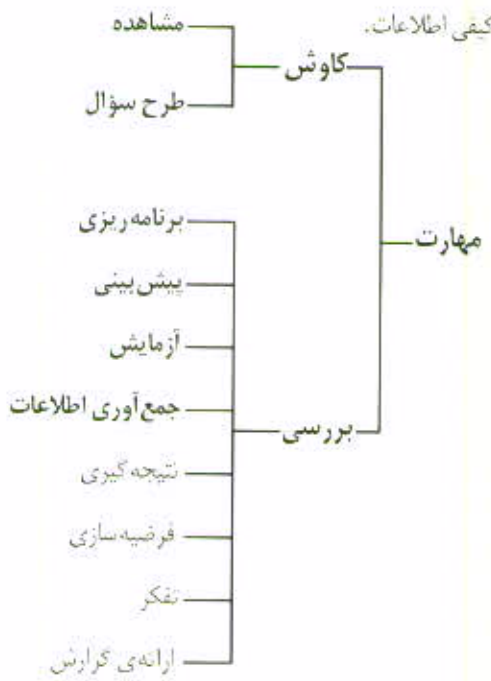 کیفی اطلاعات.
مهارت
کاوش
مشاهده
طرح سؤال
بررسی
برنامه‌ریزی
پیش‌بینی
آزمایش
جمع‌آوری اطلاعات
نتیجه‌گیری
فرضیه‌سازی
تفکر
ارائه‌ی گزارش